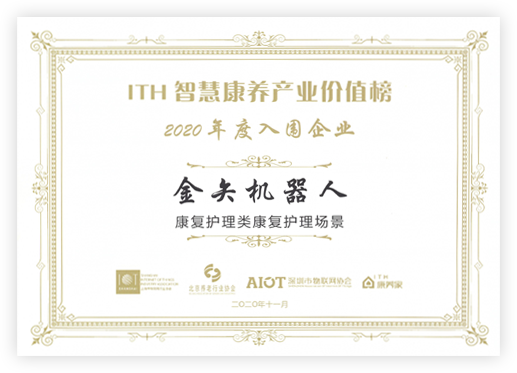 ITH 智慧康养产业价值榜
2020 年度入围企业
金矢机器人
康复护理类康复护理场景
北京养老行业协会
AIOT 深圳市物联网协会
康养家
二〇二〇年十一月